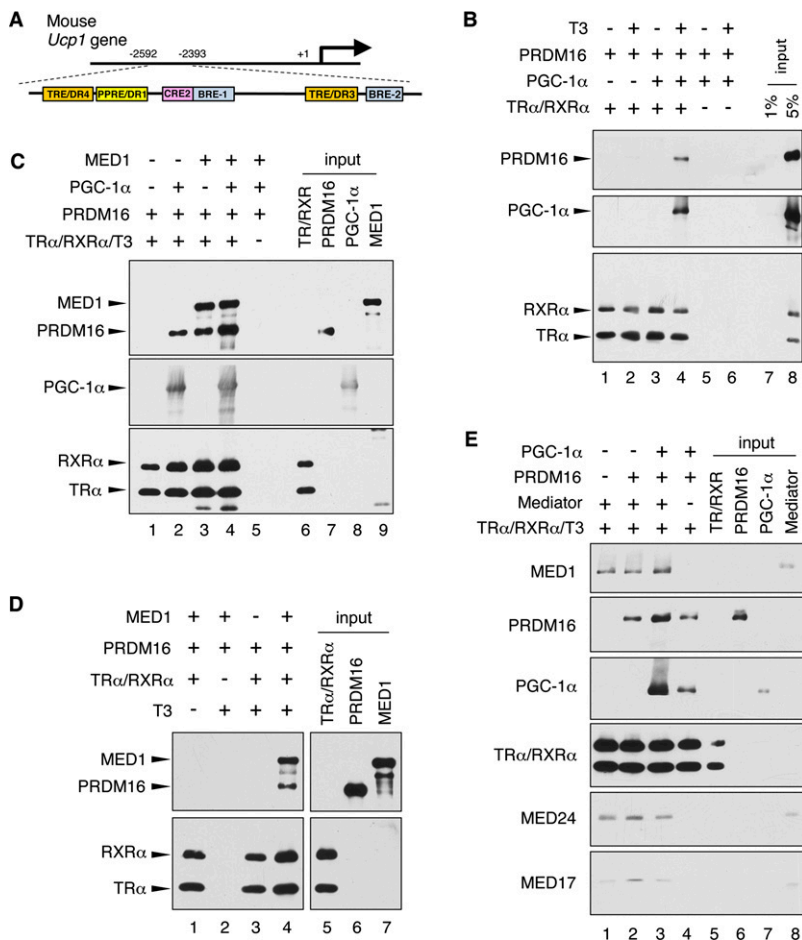 A
Mouse
Ucp1 gene
-2592
-2393
+1
TRE/DR4 PPRE/DR1 CRE2 BRE-1 TRE/DR3 BRE-2
B
T3 - + - + - +
PRDM16 + + + + + +
PGC-1α - - + + + +
TRα/RXRα + + + + - -
input
1%
5%
PRDM16
PGC-1α
RXRα
TRα
1 2 3 4 5 6 7 8
C
MED1 - - + + +
PGC-1α - + - + +
PRDM16 + + + + +
TRα/RXRα/T3 + + + + -
input
TR/RXR
PRDM16
PGC-1α
MED1
MED1
PRDM16
PGC-1α
RXRα
TRα
1 2 3 4 5 6 7 8 9
D
MED1 + + - +
PRDM16 + + + +
TRα/RXRα + - + +
T3 - + + +
input
TRα/RXRα
PRDM16
MED1
MED1
PRDM16
RXRα
TRα
1 2 3 4 5 6 7
E
PGC-1α - - + +
PRDM16 - + + +
Mediator + + + -
TRα/RXRα/T3 + + + +
input
TR/RXR
PRDM16
PGC-1α
Mediator
MED1
PRDM16
PGC-1α
TRα/RXRα
MED24
MED17
1 2 3 4 5 6 7 8